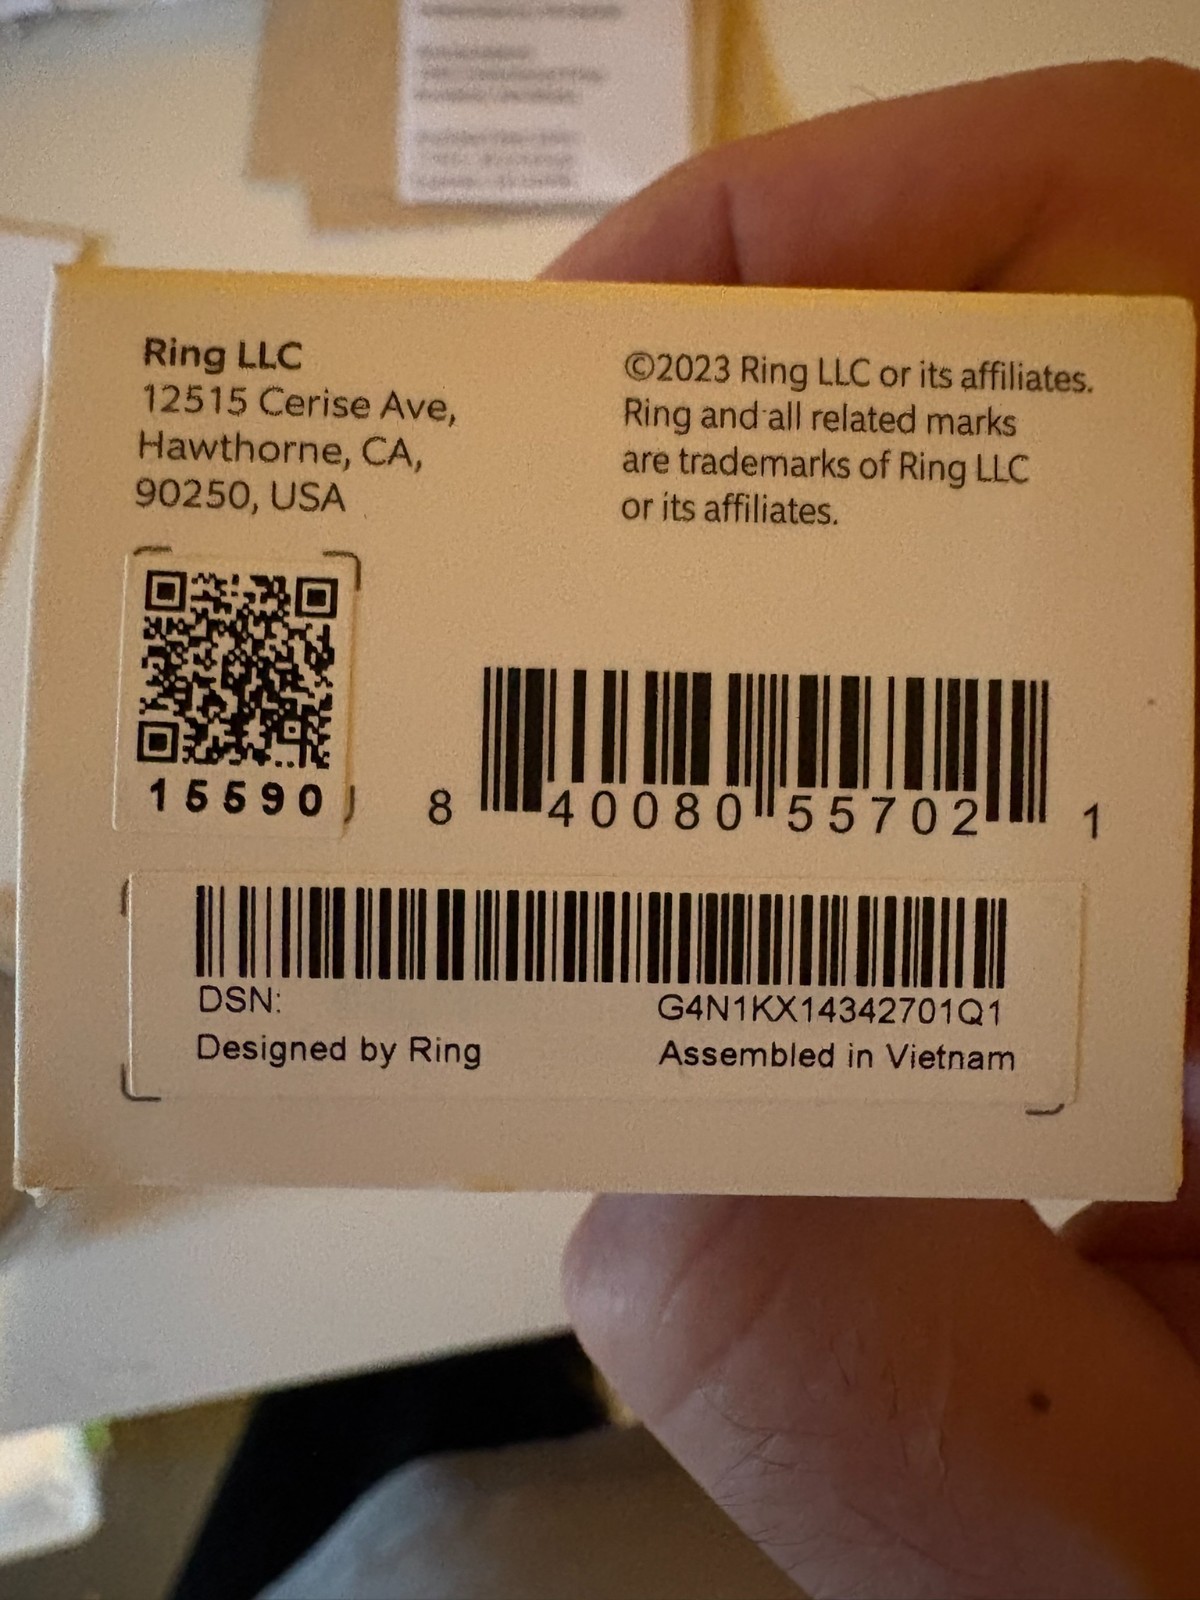 Ring LLC
12515 Cerise Ave,
Hawthorne, CA,
90250, USA
©2023 Ring LLC or its affiliates.
Ring and all related marks
are trademarks of Ring LLC
or its affiliates.
15590
8 40080 55702 1
DSN: G4N1KX14342701Q1
Designed by Ring Assembled in Vietnam